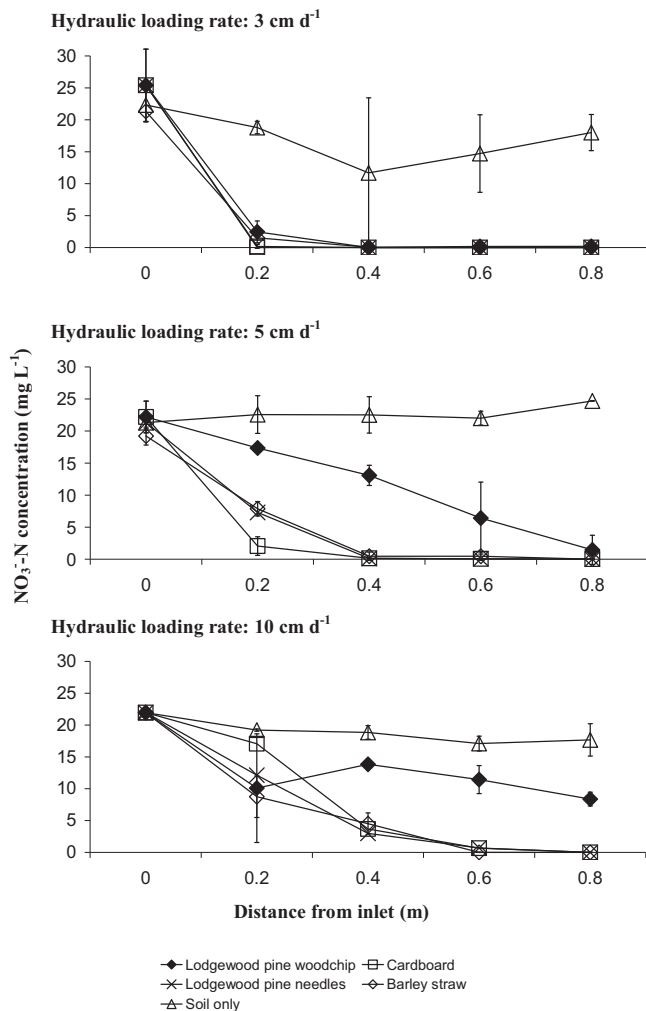 Hydraulic loading rate: 3 cm d⁻¹
30
25
20
15
10
5
0
0 0.2 0.4 0.6 0.8
Hydraulic loading rate: 5 cm d⁻¹
NO₃⁻-N concentration (mg L⁻¹)
30
25
20
15
10
5
0
0 0.2 0.4 0.6 0.8
Hydraulic loading rate: 10 cm d⁻¹
30
25
20
15
10
5
0
0 0.2 0.4 0.6 0.8
Distance from inlet (m)
Lodgewood pine woodchip Cardboard
Lodgewood pine needles Barley straw
Soil only